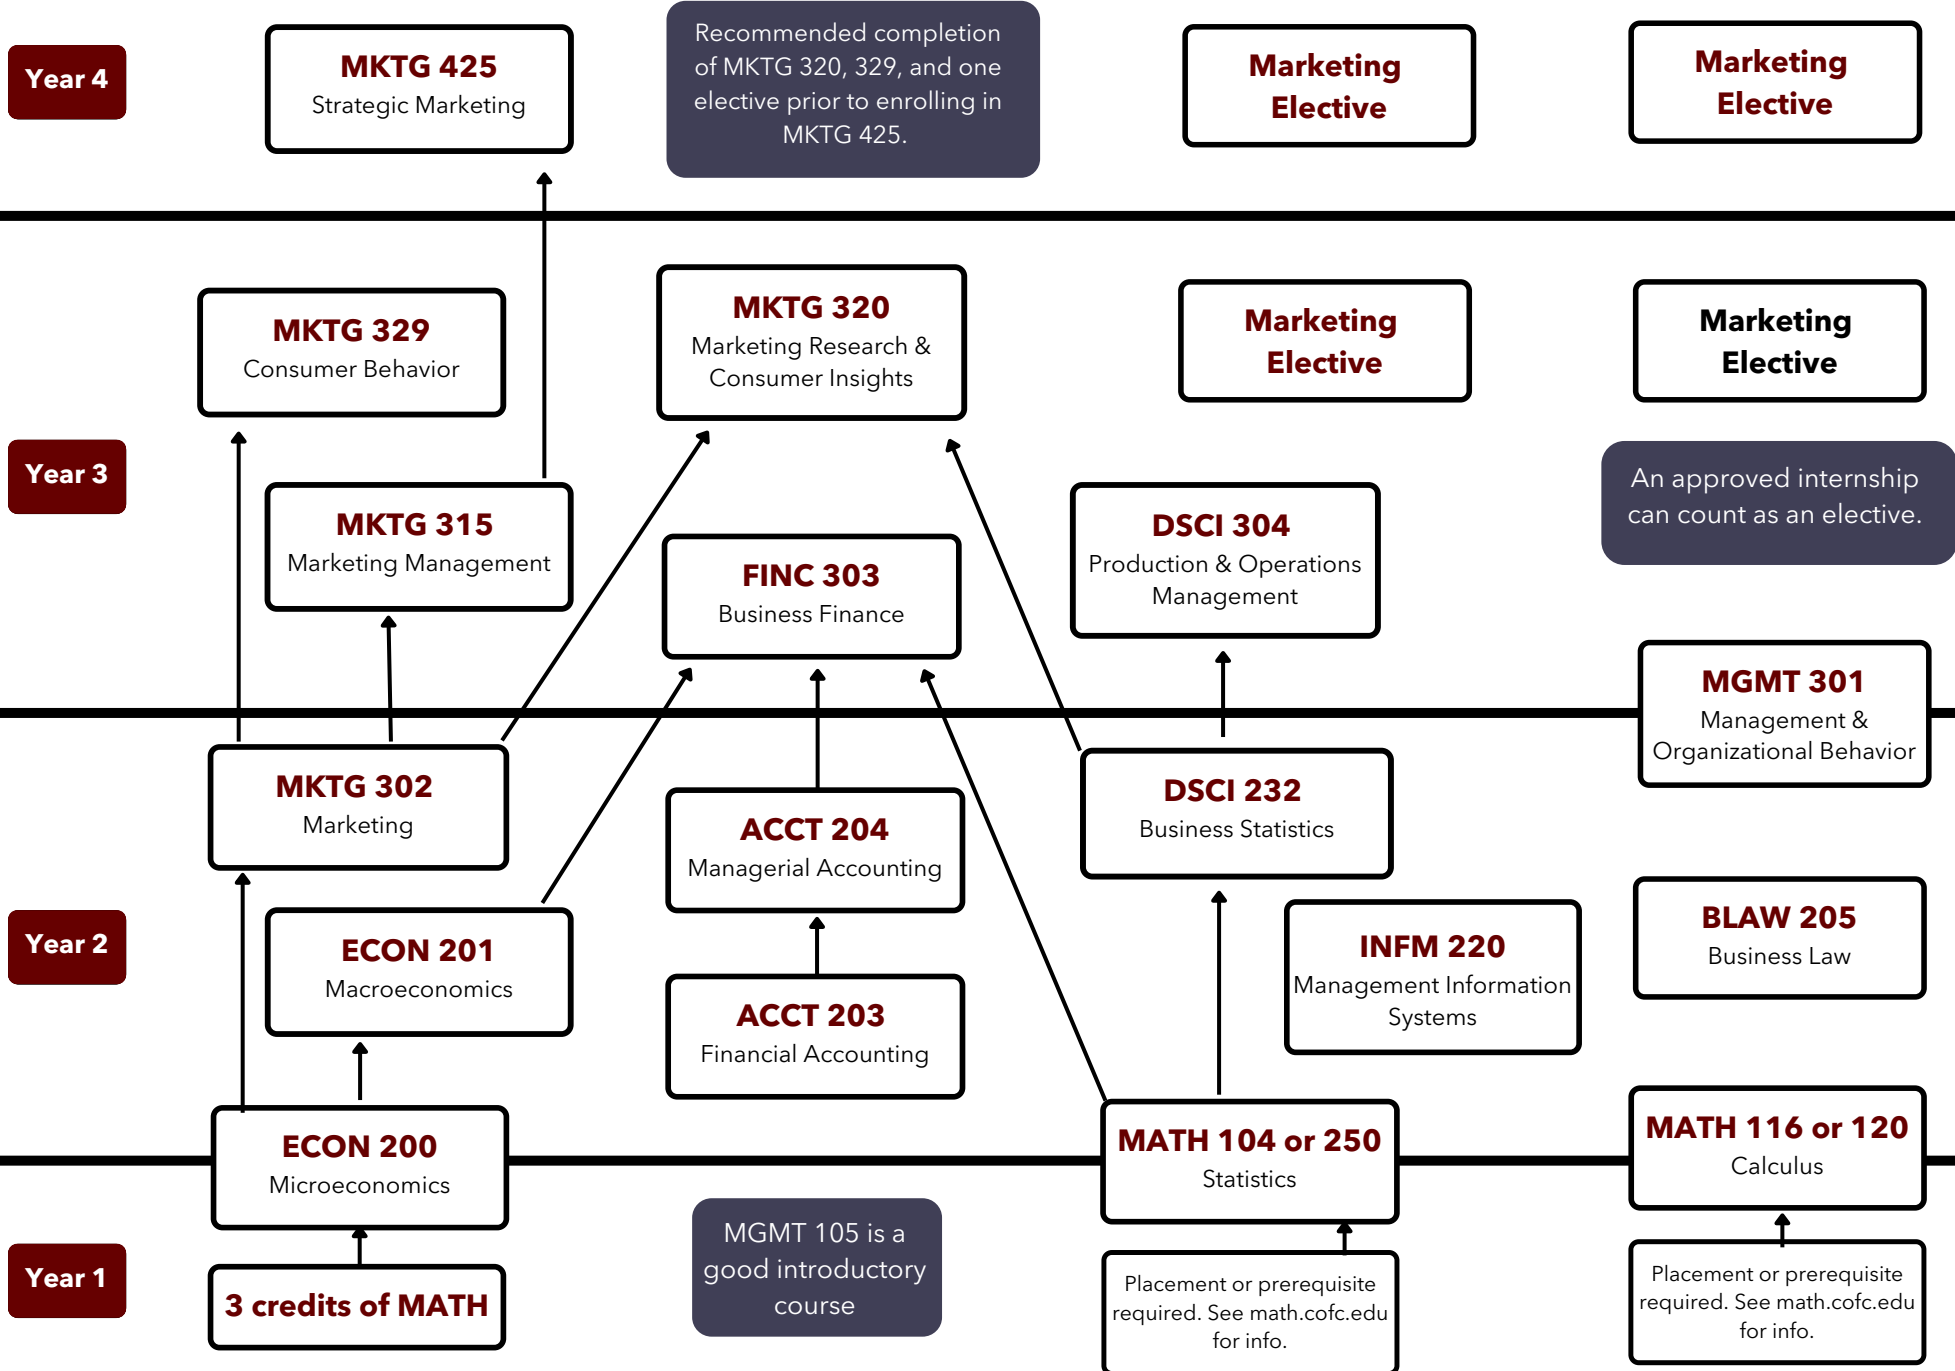 Year 4
MKTG 425
Strategic Marketing
Recommended completion
of MKTG 320, 329, and one
elective prior to enrolling in
MKTG 425.
Marketing
Elective
Marketing
Elective
Year 3
MKTG 329
Consumer Behavior
MKTG 320
Marketing Research &
Consumer Insights
Marketing
Elective
Marketing
Elective
An approved internship
can count as an elective.
MKTG 315
Marketing Management
FINC 303
Business Finance
DSCI 304
Production & Operations
Management
MGMT 301
Management &
Organizational Behavior
Year 2
MKTG 302
Marketing
ACCT 204
Managerial Accounting
DSCI 232
Business Statistics
ECON 201
Macroeconomics
ACCT 203
Financial Accounting
INFM 220
Management Information
Systems
BLAW 205
Business Law
ECON 200
Microeconomics
MATH 104 or 250
Statistics
MATH 116 or 120
Calculus
Year 1
3 credits of MATH
MGMT 105 is a
good introductory
course
Placement or prerequisite
required. See math.cofc.edu
for info.
Placement or prerequisite
required. See math.cofc.edu
for info.